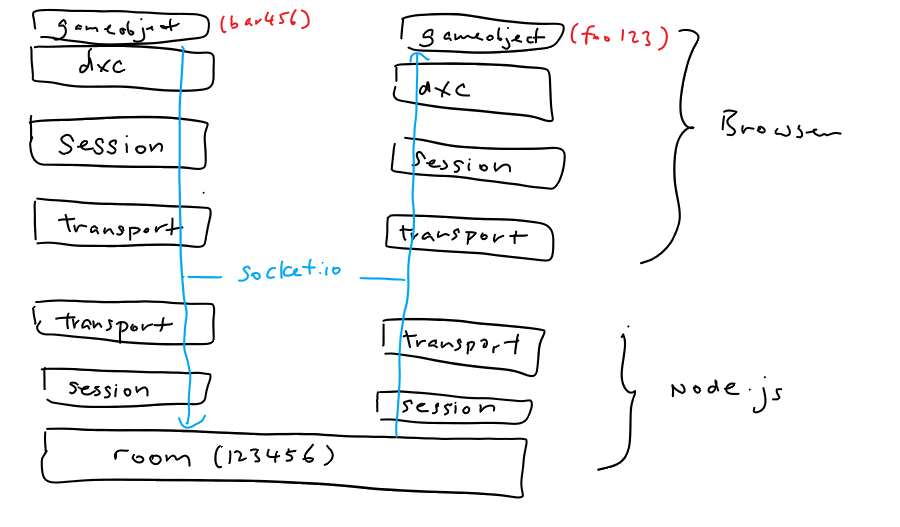 gameobject (bar456)
dxc
Session
transport
socket.io
transport
session
room (123456)
gameobject (foo123)
dxc
session
transport
transport
session
Browser
Node.js